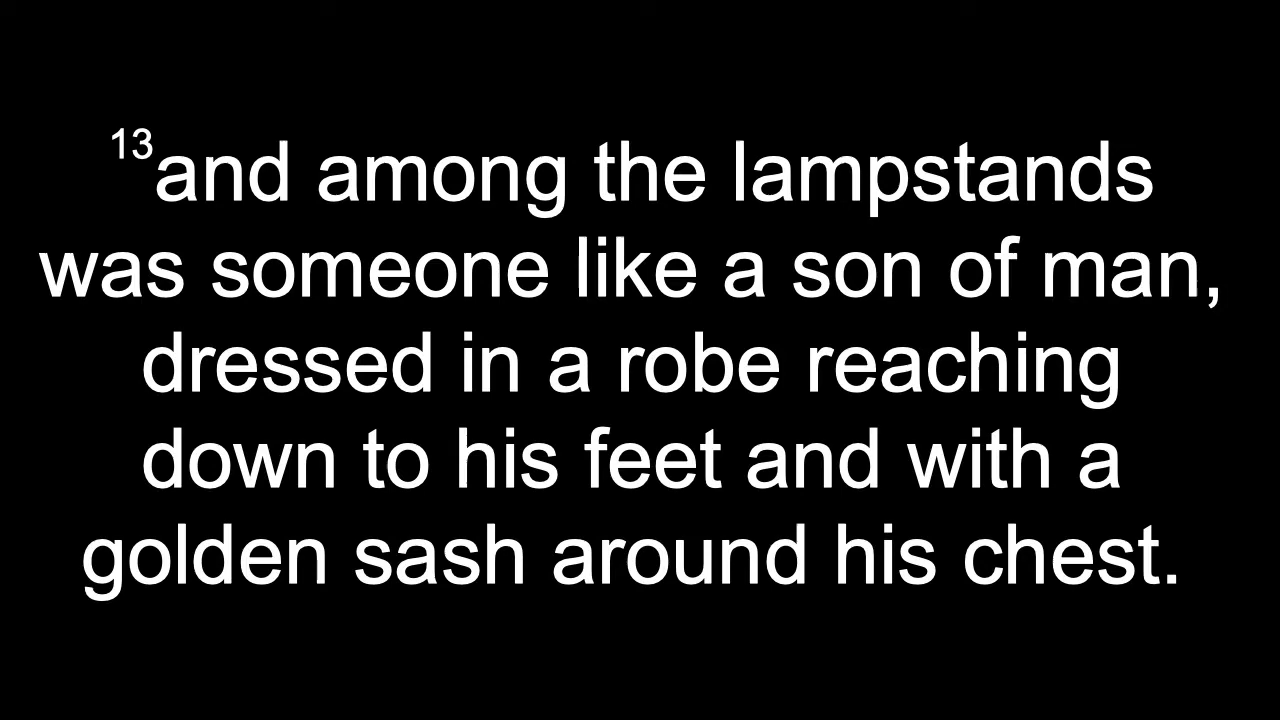 13and among the lampstands
was someone like a son of man,
dressed in a robe reaching
down to his feet and with a
golden sash around his chest.